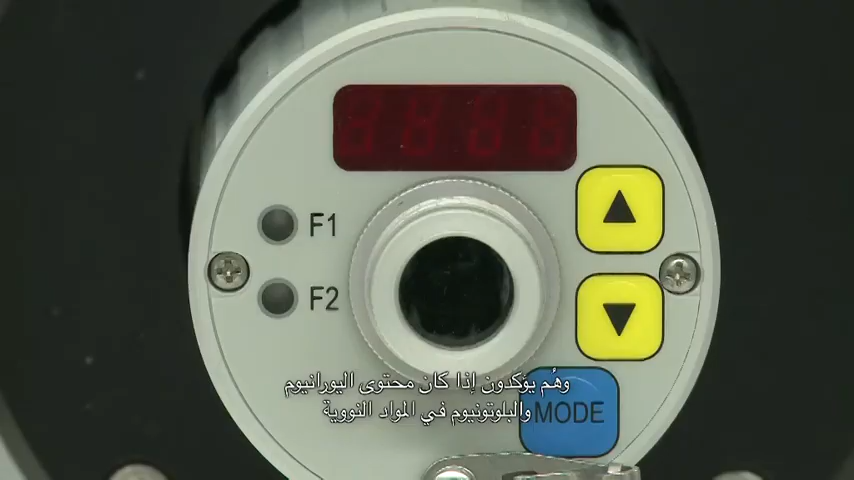 F1
F2
وهُم يؤكدون إذا كان محتوى اليورانيوم
والبلوتونيوم في المواد النووية
MODE